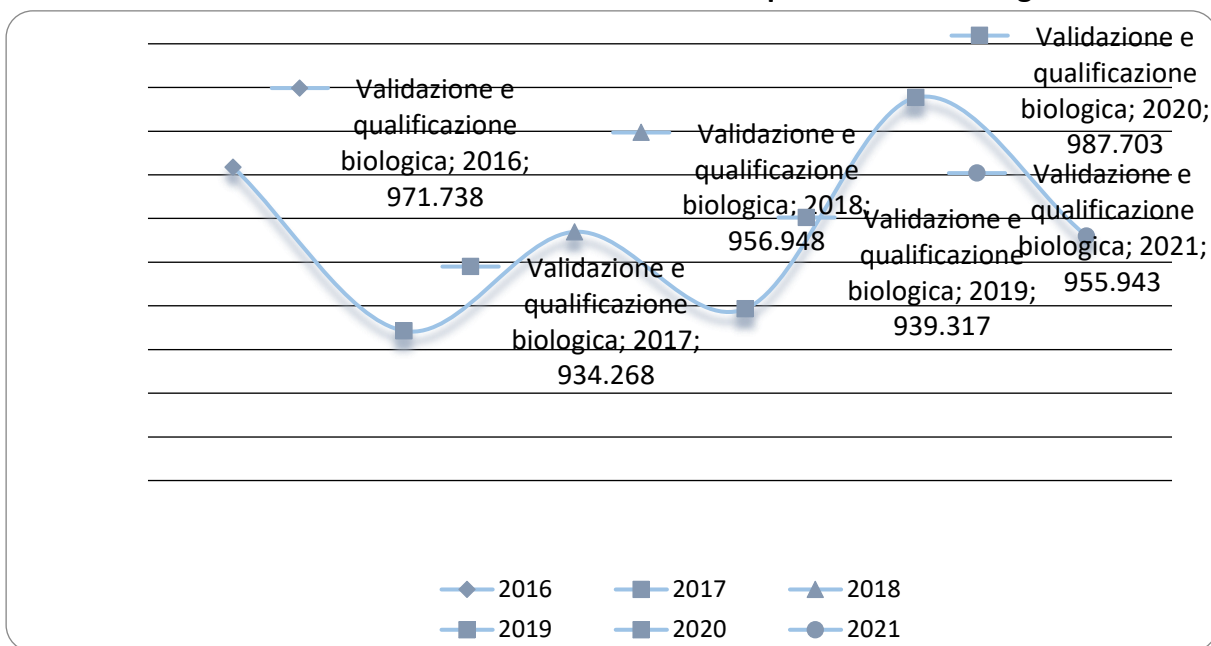 Validazione e
qualificazione
biologica; 2016;
971.738
Validazione e
qualificazione
biologica; 2017;
934.268
Validazione e
qualificazione
biologica; 2018;
956.948
Validazione e
qualificazione
biologica; 2019;
939.317
Validazione e
qualificazione
biologica; 2020;
987.703
Validazione e
qualificazione
biologica; 2021;
955.943
2016 2017 2018
2019 2020 2021